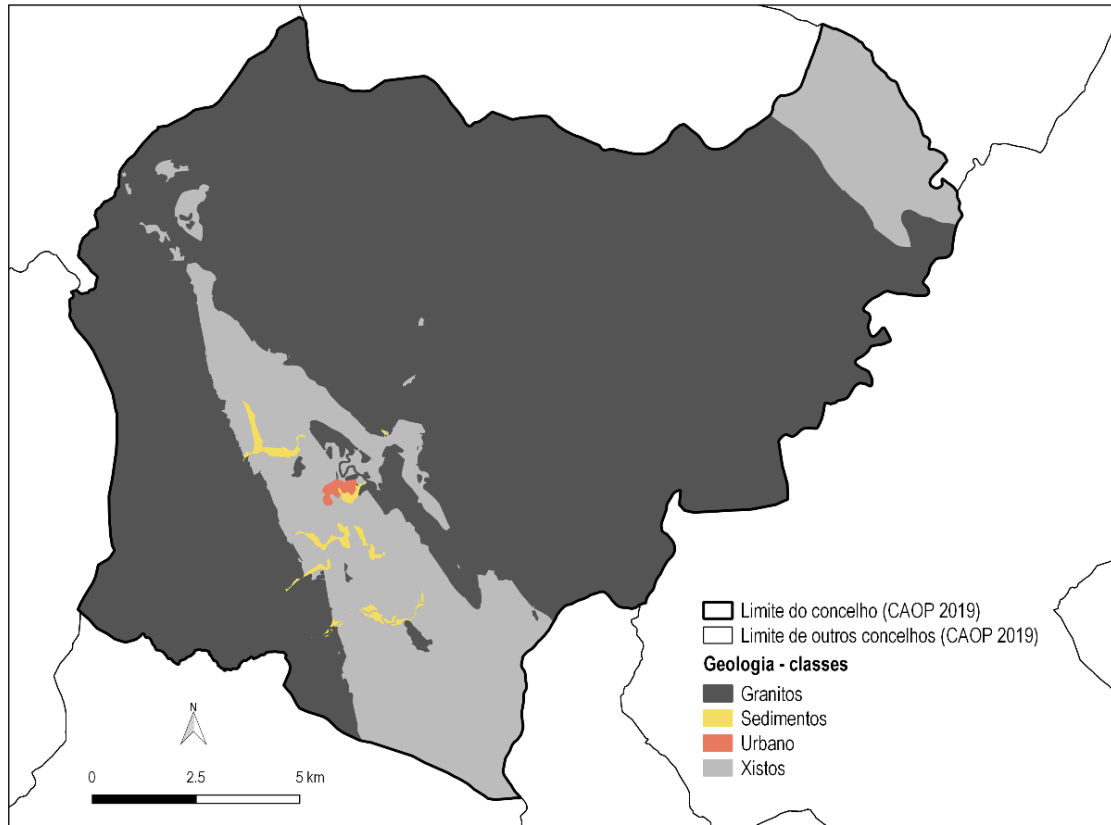 Limite do concelho (CAOP 2019)
Limite de outros concelhos (CAOP 2019)
Geologia - classes
Granitos
Sedimentos
Urbano
Xistos
N
0 2.5 5 km